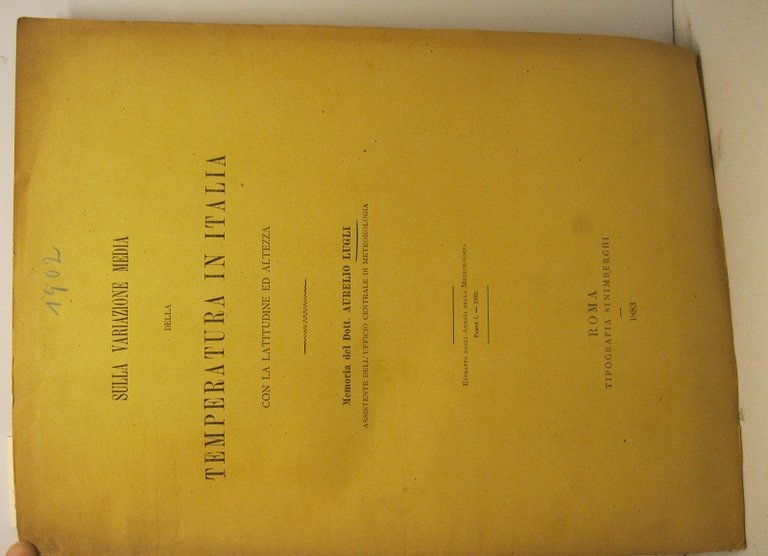 1902
SULLA VARIAZIONE MEDIA
DELLA
TEMPERATURA IN ITALIA
CON LA LATITUDINE ED ALTEZZA
Memoria del Dott. AURELIO LUGLI
ASSISTENTE DELL'UFFICIO CENTRALE DI METEOROLOGIA
ESTRATTO DAGLI ANNALI DELLA METEOROLOGIA
PARTE I. — 1882.
ROMA
TIPOGRAFIA SINIMBERGHI
1883